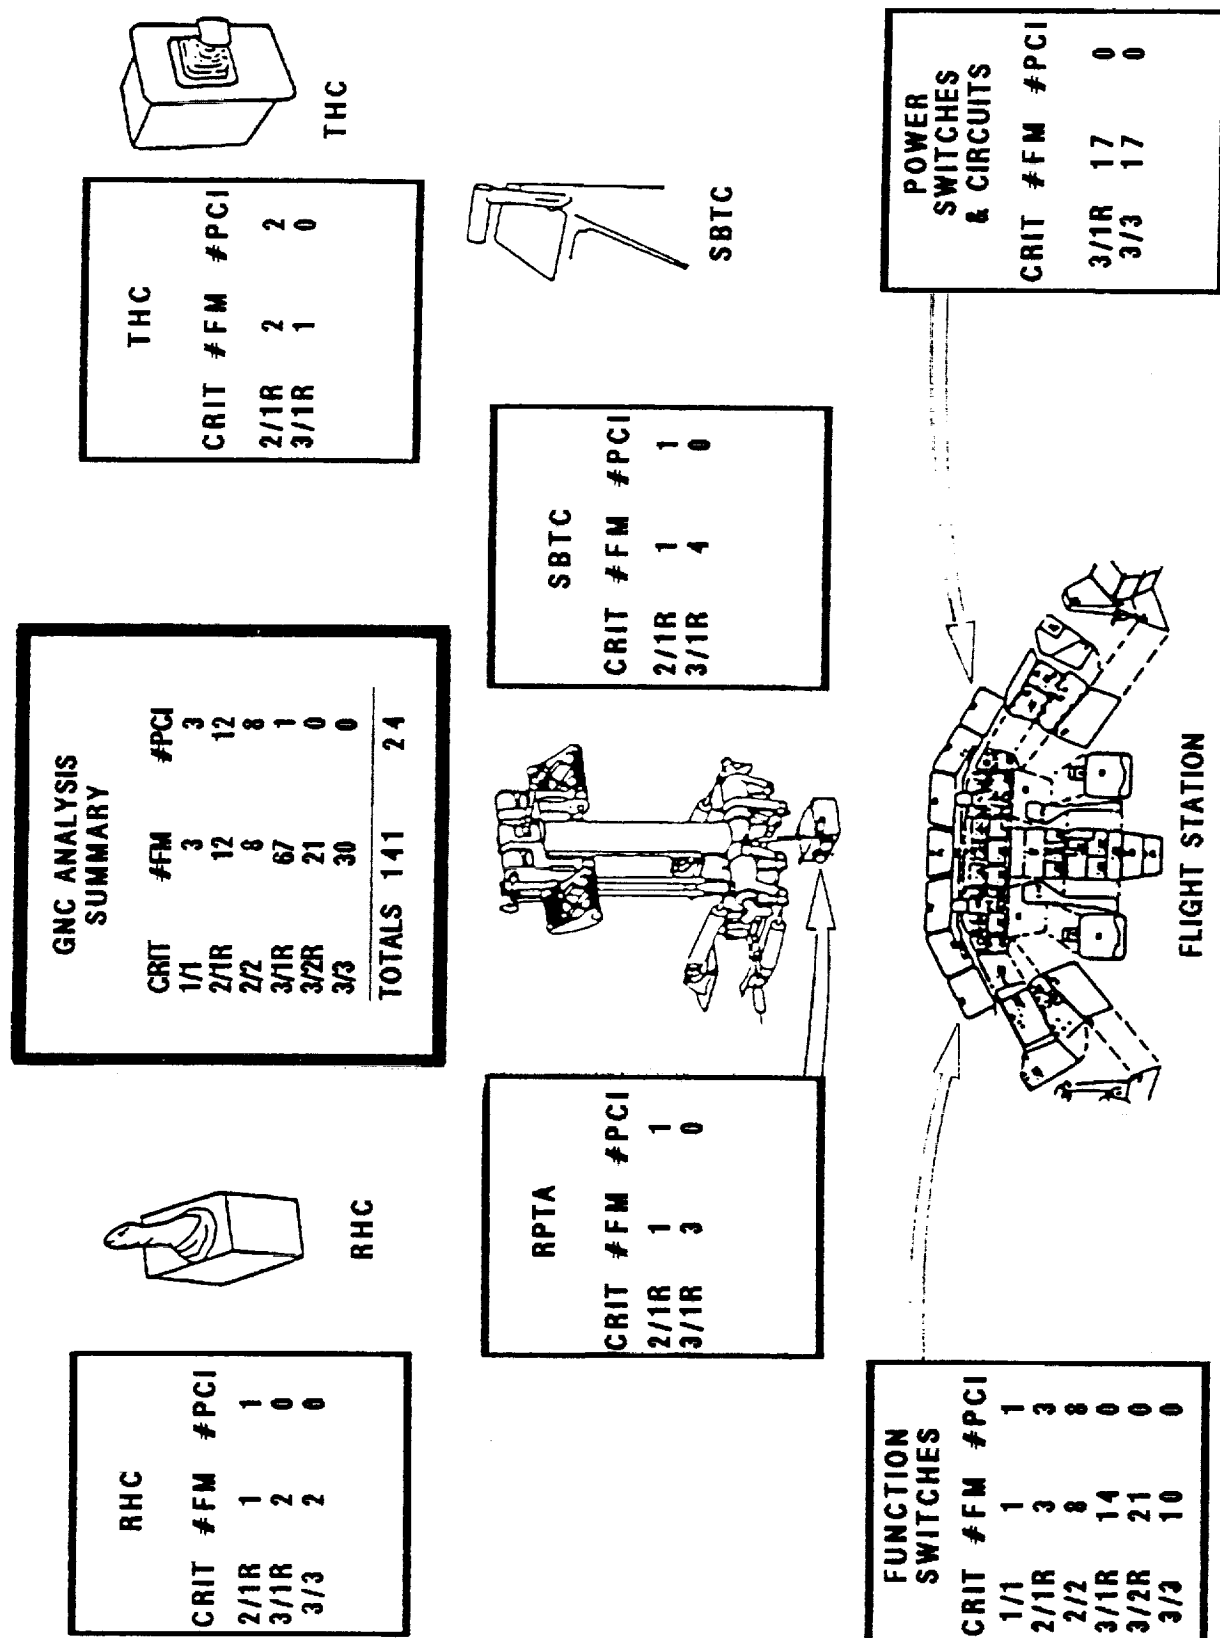 GNC ANALYSIS
SUMMARY
CRIT #FM #PCI
1/1 3 3
2/1R 12 12
2/2 8 8
3/1R 67 1
3/2R 21 0
3/3 30 0
TOTALS 141 24
RHC
CRIT #FM #PCI
2/1R 1 1
3/1R 2 0
3/3 2 0
RHC
THC
CRIT #FM #PCI
2/1R 2 2
3/1R 1 0
THC
RPTA
CRIT #FM #PCI
2/1R 1 1
3/1R 3 0
SBTC
CRIT #FM #PCI
2/1R 1 1
3/1R 4 0
SBTC
FUNCTION
SWITCHES
CRIT #FM #PCI
1/1 1 1
2/1R 3 3
2/2 8 8
3/1R 14 0
3/2R 21 0
3/3 10 0
FLIGHT STATION
POWER
SWITCHES
& CIRCUITS
CRIT #FM #PCI
3/1R 17 0
3/3 17 0